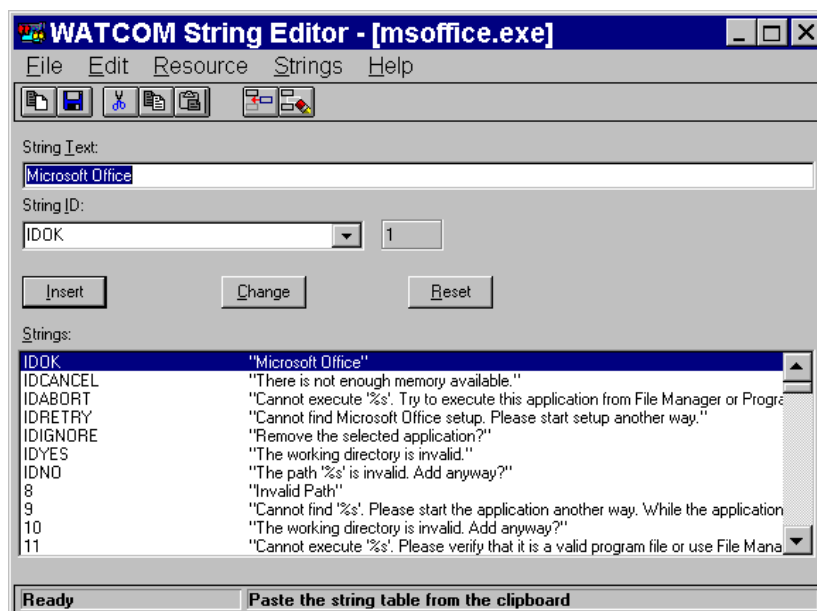 WATCOM String Editor - [msoffice.exe]
File Edit Resource Strings Help
String Text:
Microsoft Office
String ID:
IDOK 1
Insert Change Reset
Strings:
IDOK "Microsoft Office"
IDCANCEL "There is not enough memory available."
IDABORT "Cannot execute '%s'. Try to execute this application from File Manager or Progra
IDRETRY "Cannot find Microsoft Office setup. Please start setup another way."
IDIGNORE "Remove the selected application?"
IDYES "The working directory is invalid."
IDNO "The path '%s' is invalid. Add anyway?"
8 "Invalid Path"
9 "Cannot find '%s'. Please start the application another way. While the application
10 "The working directory is invalid. Add anyway?"
11 "Cannot execute '%s'. Please verify that it is a valid program file or use File Mana
Ready Paste the string table from the clipboard